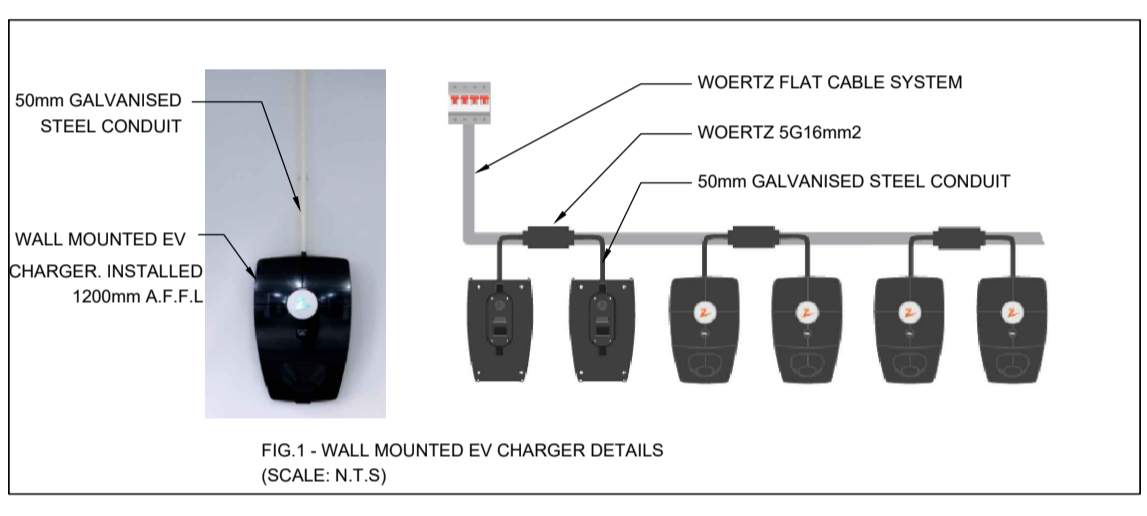 50mm GALVANISED
STEEL CONDUIT
WALL MOUNTED EV
CHARGER. INSTALLED
1200mm A.F.F.L
WOERTZ FLAT CABLE SYSTEM
WOERTZ 5G16mm2
50mm GALVANISED STEEL CONDUIT
Z
Z
Z
Z
FIG.1 - WALL MOUNTED EV CHARGER DETAILS
(SCALE: N.T.S)